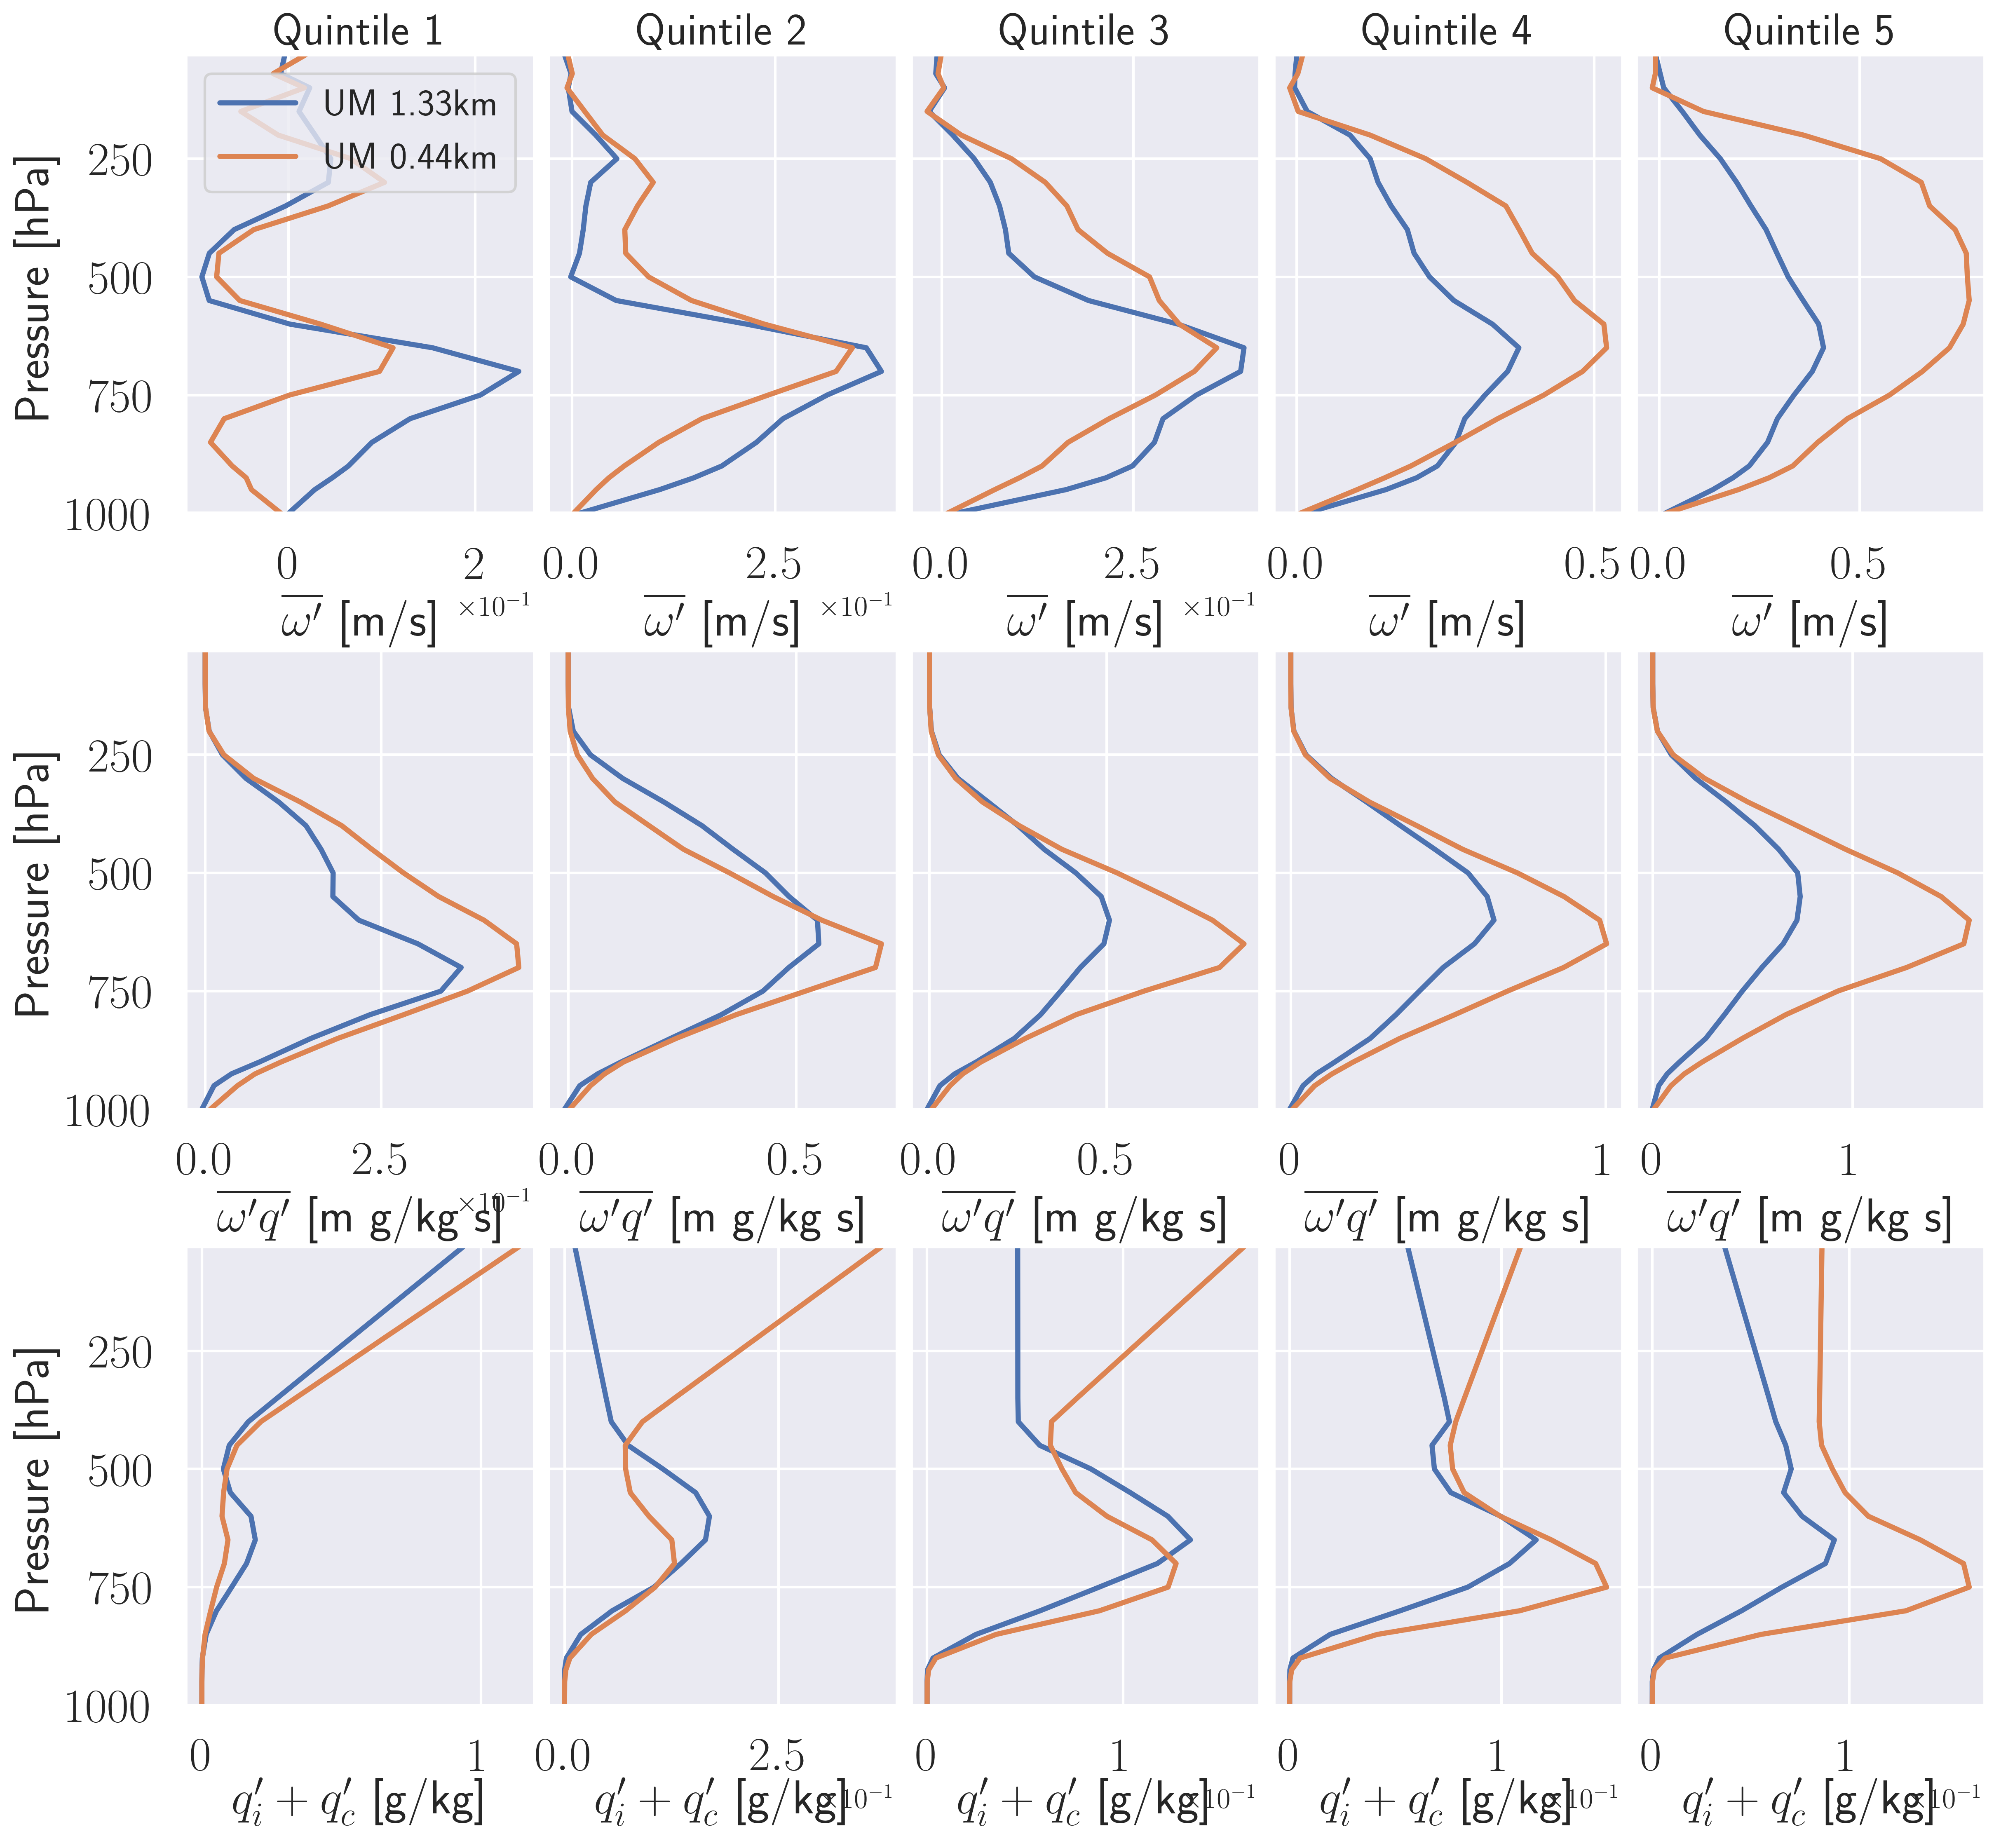 Quintile 1 Quintile 2 Quintile 3 Quintile 4 Quintile 5
UM 1.33km
UM 0.44km
Pressure [hPa]
250
500
750
1000
0 2 0.0 2.5 0.0 2.5 0.0 0.5 0.0 0.5
×10⁻¹ ×10⁻¹ ×10⁻¹
ω′ [m/s] ω′ [m/s] ω′ [m/s] ω′ [m/s] ω′ [m/s]
Pressure [hPa]
250
500
750
1000
0.0 2.5 0.0 0.5 0.0 0.5 0 1 0 1
×10⁻¹
ω′q′ [m g/kg s] ω′q′ [m g/kg s] ω′q′ [m g/kg s] ω′q′ [m g/kg s] ω′q′ [m g/kg s]
Pressure [hPa]
250
500
750
1000
0 1 0.0 2.5 0 1 0 1 0 1
q′i + q′c [g/kg] q′i + q′c [g/kg] ×10⁻¹ q′i + q′c [g/kg] ×10⁻¹ q′i + q′c [g/kg] ×10⁻¹ q′i + q′c [g/kg] ×10⁻¹